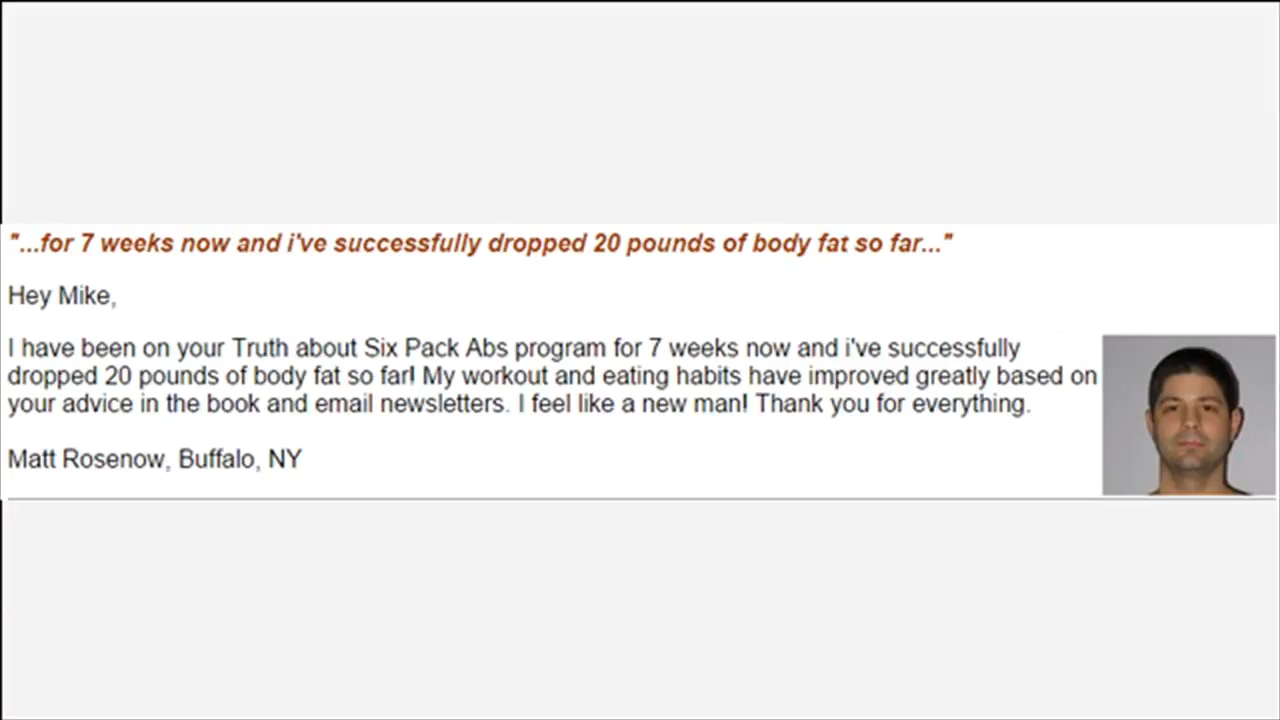 "...for 7 weeks now and i've successfully dropped 20 pounds of body fat so far..."
Hey Mike,
I have been on your Truth about Six Pack Abs program for 7 weeks now and i've successfully
dropped 20 pounds of body fat so far! My workout and eating habits have improved greatly based on
your advice in the book and email newsletters. I feel like a new man! Thank you for everything.
Matt Rosenow, Buffalo, NY